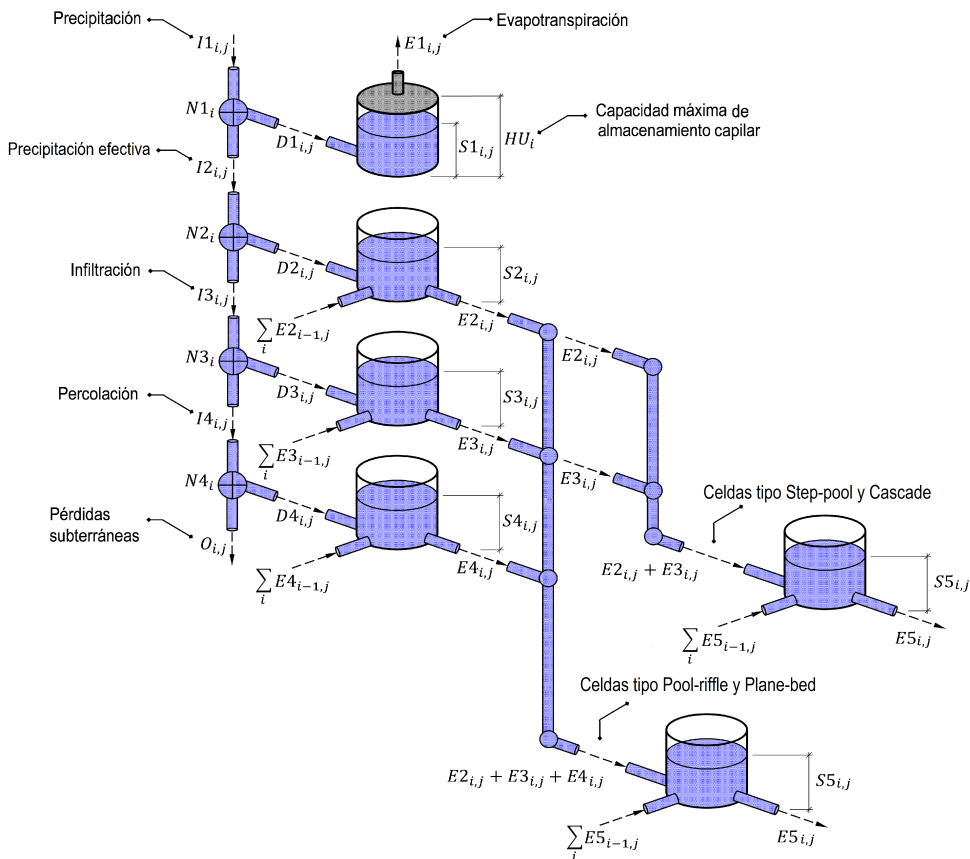 Precipitación
I1i,j
E1i,j
Evapotranspiración
N1i
D1i,j
S1i,j
HUi
Capacidad máxima de
almacenamiento capilar
Precipitación efectiva
I2i,j
N2i
D2i,j
S2i,j
Infiltración
I3i,j
∑i E2i−1,j
E2i,j
E2i,j
N3i
D3i,j
S3i,j
Percolación
I4i,j
∑i E3i−1,j
E3i,j
E3i,j
N4i
D4i,j
S4i,j
Celdas tipo Step-pool y Cascade
Pérdidas
subterráneas
Oi,j
∑i E4i−1,j
E4i,j
E2i,j + E3i,j
S5i,j
∑i E5i−1,j
E5i,j
Celdas tipo Pool-riffle y Plane-bed
E2i,j + E3i,j + E4i,j
S5i,j
∑i E5i−1,j
E5i,j